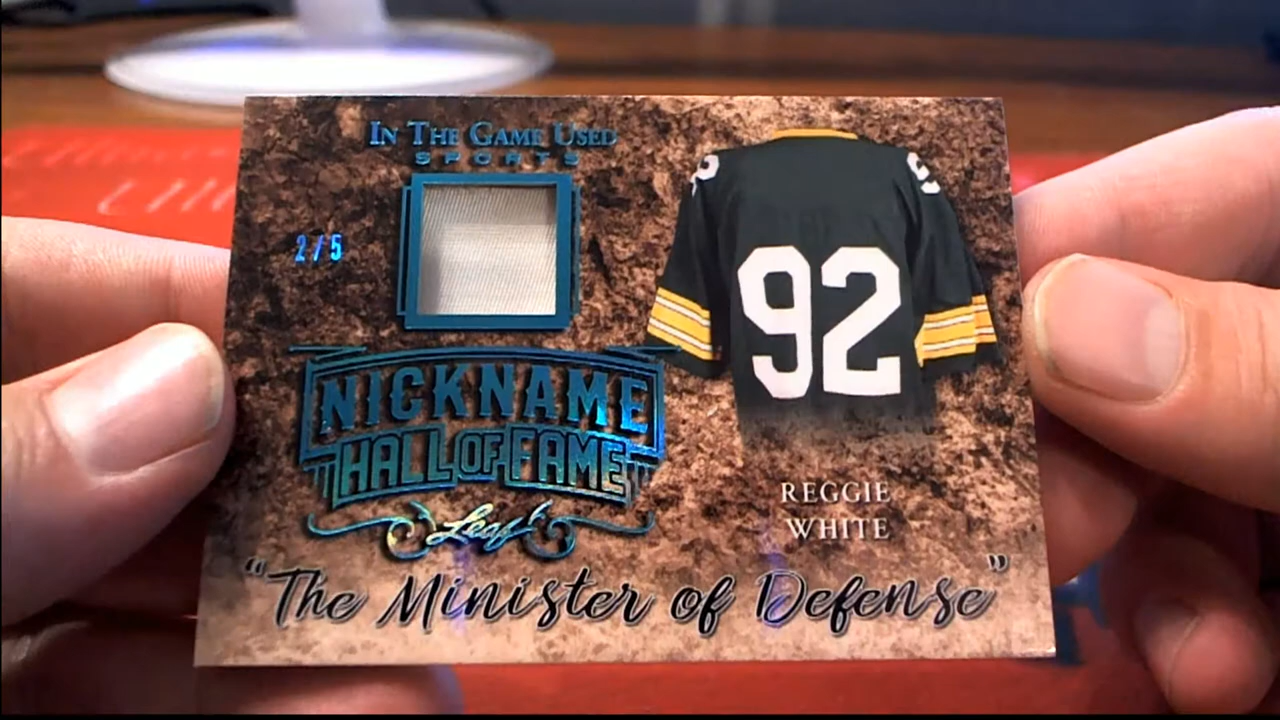 IN THE GAME USED
SPORTS
2/5
92
NICKNAME
HALL OF FAME
Leaf
REGGIE
WHITE
"The Minister of Defense"